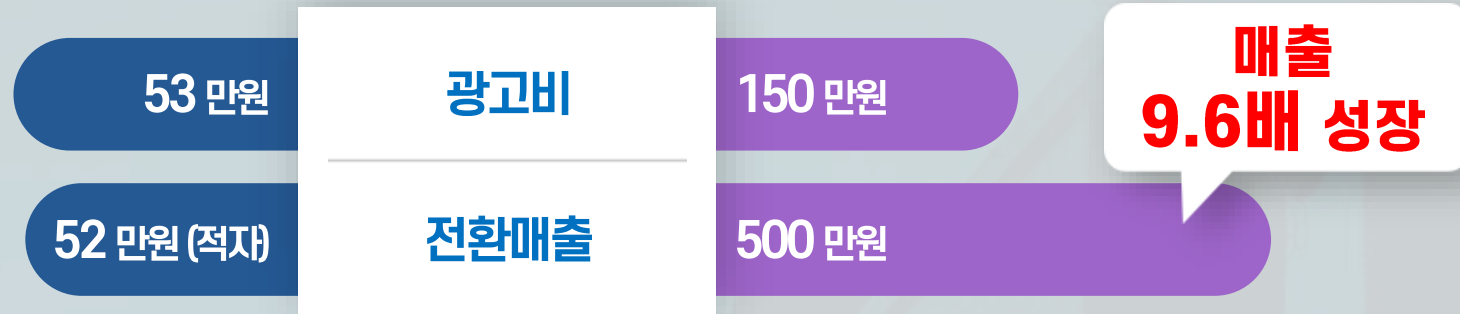 53 만원
광고비
150 만원
매출
9.6배 성장
52 만원 (적자)
전환매출
500 만원